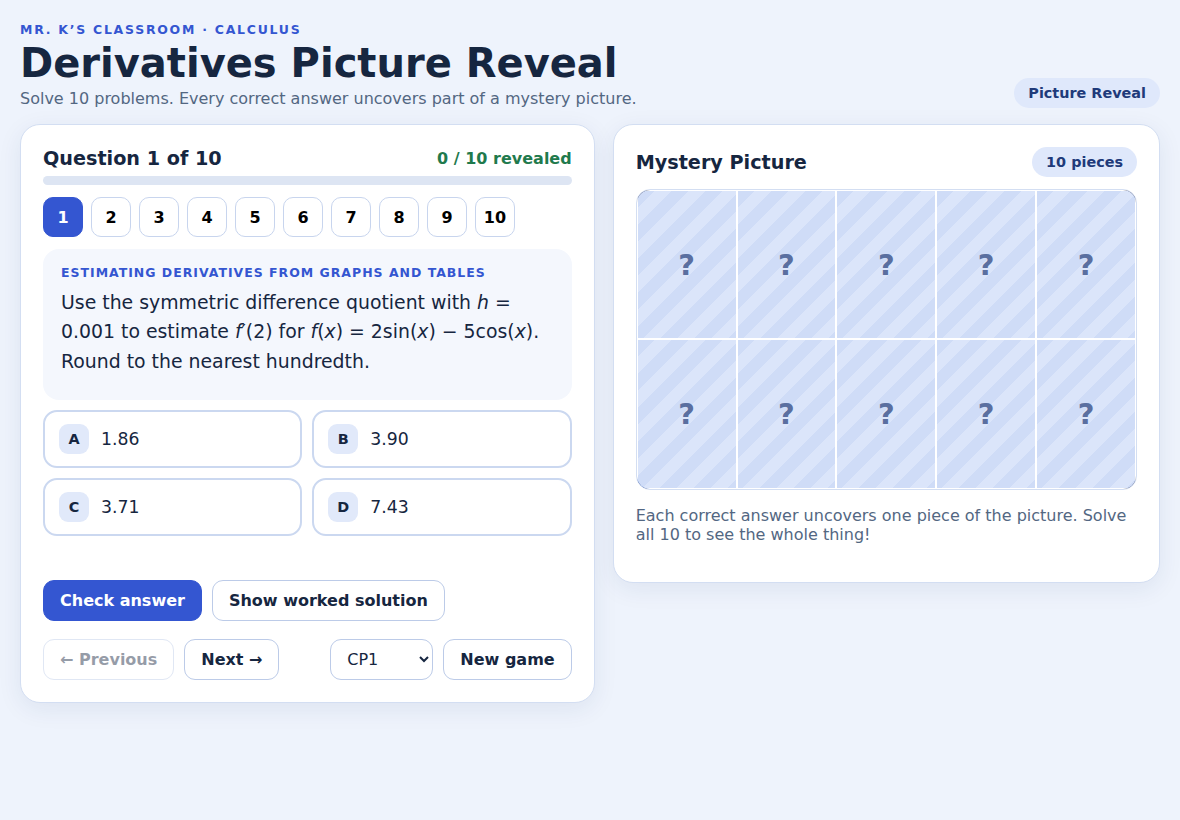 MR. K’S CLASSROOM · CALCULUS
Derivatives Picture Reveal
Solve 10 problems. Every correct answer uncovers part of a mystery picture.
Picture Reveal
Question 1 of 10
0 / 10 revealed
1 2 3 4 5 6 7 8 9 10
ESTIMATING DERIVATIVES FROM GRAPHS AND TABLES
Use the symmetric difference quotient with h =
0.001 to estimate f′(2) for f(x) = 2sin(x) − 5cos(x).
Round to the nearest hundredth.
A 1.86
B 3.90
C 3.71
D 7.43
Check answer
Show worked solution
← Previous
Next →
CP1
New game
Mystery Picture
10 pieces
? ? ? ? ?
? ? ? ? ?
Each correct answer uncovers one piece of the picture. Solve
all 10 to see the whole thing!